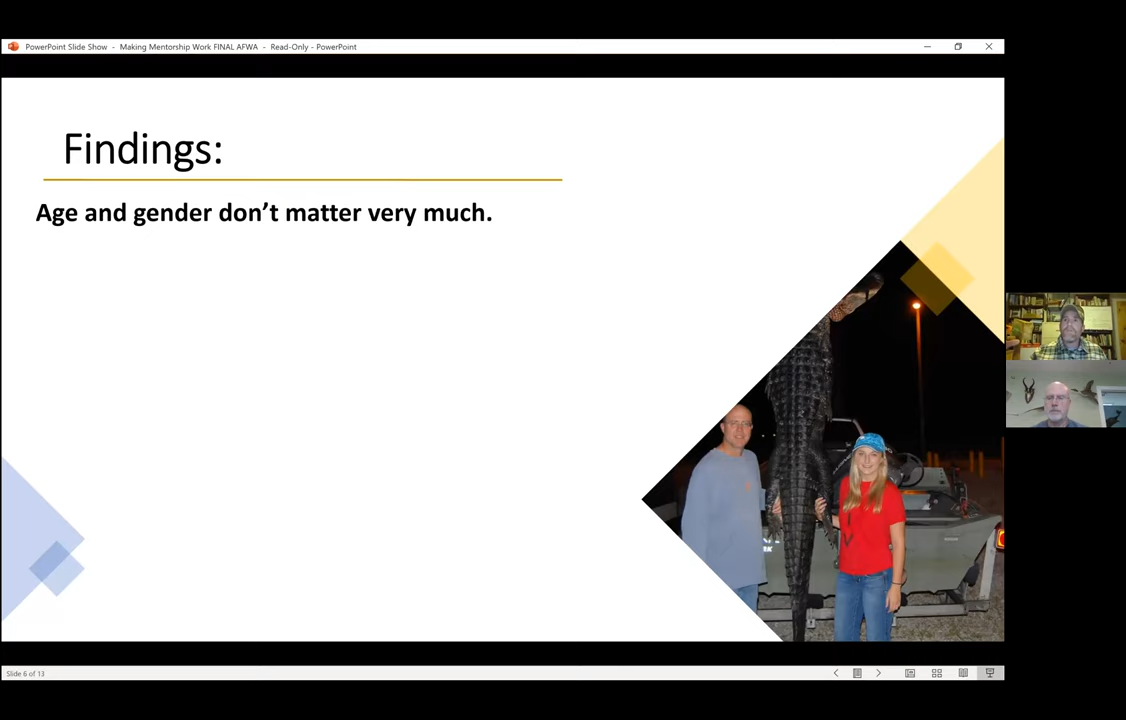 PowerPoint Slide Show - Making Mentorship Work FINAL AFWA - Read-Only - PowerPoint
Findings:
Age and gender don’t matter very much.
Slide 6 of 13